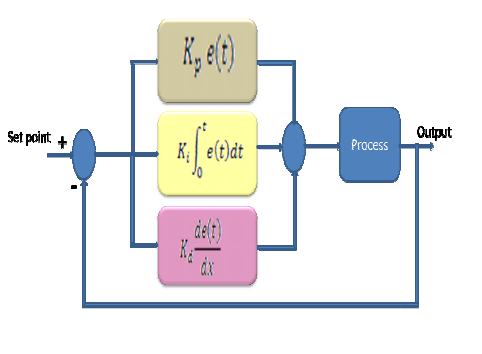 K_p e(t)
Set point + 
K_i ∫_0^t e(t)dt
Process
Output
-
K_d de(t)/dx